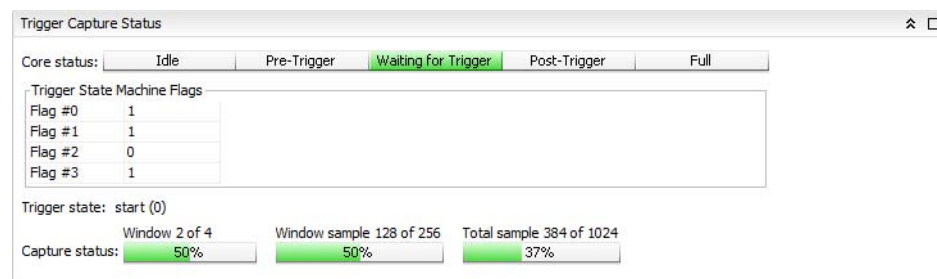 Trigger Capture Status
Core status: Idle Pre-Trigger Waiting for Trigger Post-Trigger Full
Trigger State Machine Flags
Flag #0 1
Flag #1 1
Flag #2 0
Flag #3 1
Trigger state: start (0)
Window 2 of 4 Window sample 128 of 256 Total sample 384 of 1024
Capture status: 50% 50% 37%